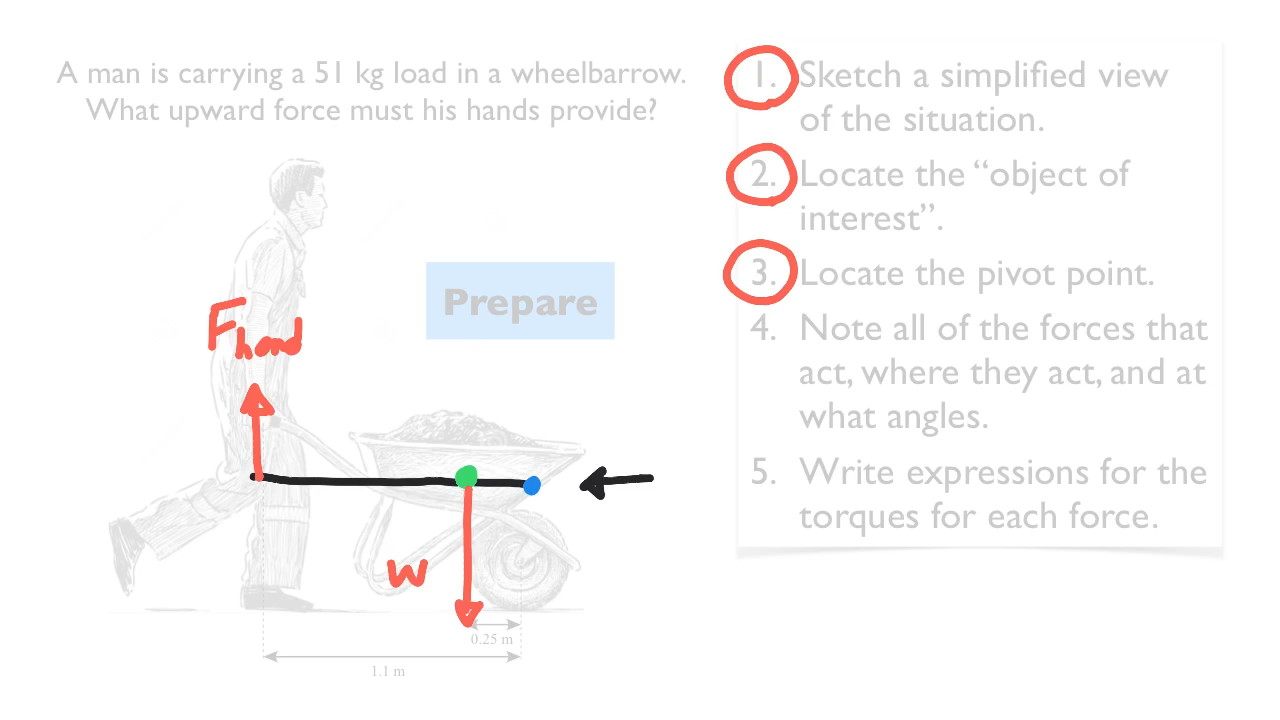 A man is carrying a 51 kg load in a wheelbarrow.
What upward force must his hands provide?
1. Sketch a simplified view
of the situation.
2. Locate the “object of
interest”.
3. Locate the pivot point.
4. Note all of the forces that
act, where they act, and at
what angles.
5. Write expressions for the
torques for each force.
Prepare
Fhand
W
0.25 m
1.1 m